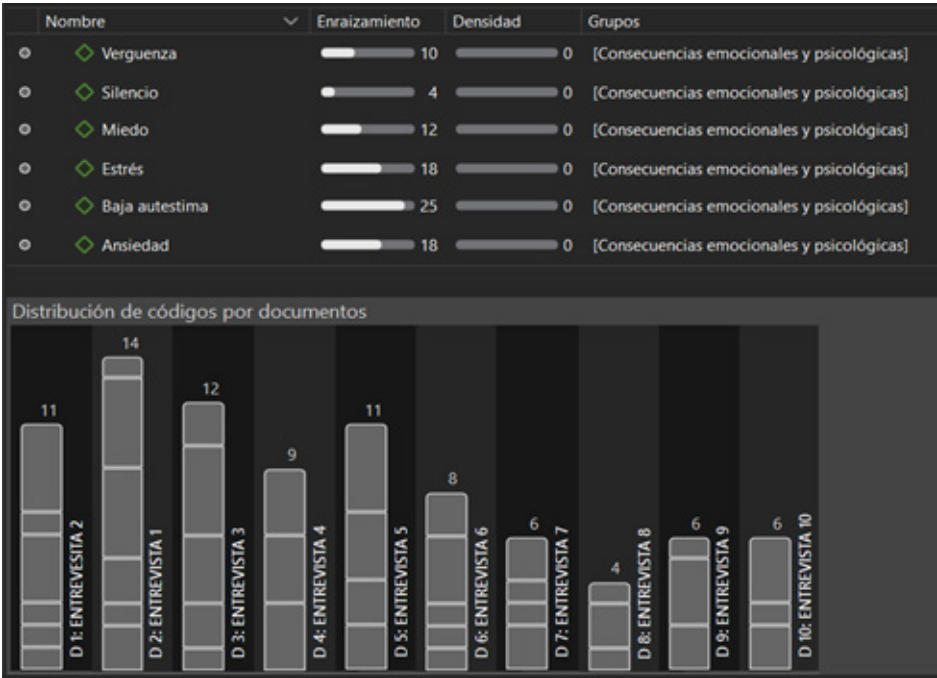 Nombre Enraizamiento Densidad Grupos
Verguenza 10 0 [Consecuencias emocionales y psicológicas]
Silencio 4 0 [Consecuencias emocionales y psicológicas]
Miedo 12 0 [Consecuencias emocionales y psicológicas]
Estrés 18 0 [Consecuencias emocionales y psicológicas]
Baja autestima 25 0 [Consecuencias emocionales y psicológicas]
Ansiedad 18 0 [Consecuencias emocionales y psicológicas]
Distribución de códigos por documentos
11 14 12 9 11 8 6 4 6 6
D 1: ENTREVESITA 2
D 2: ENTREVISTA 1
D 3: ENTREVISTA 3
D 4: ENTREVISTA 4
D 5: ENTREVISTA 5
D 6: ENTREVISTA 6
D 7: ENTREVISTA 7
D 8: ENTREVISTA 8
D 9: ENTREVISTA 9
D 10: ENTREVISTA 10